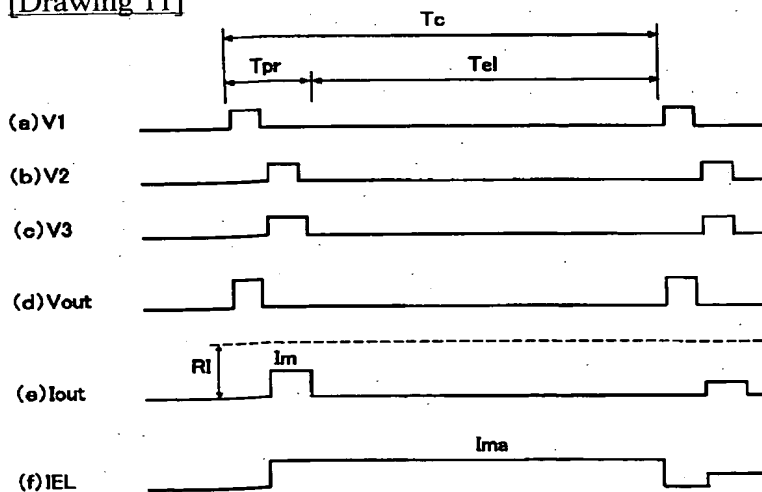 [Drawing 11]
Tc
Tpr
Tel
(a)V1
(b)V2
(c)V3
(d)Vout
RI
Im
(e)Iout
Ima
(f)IEL